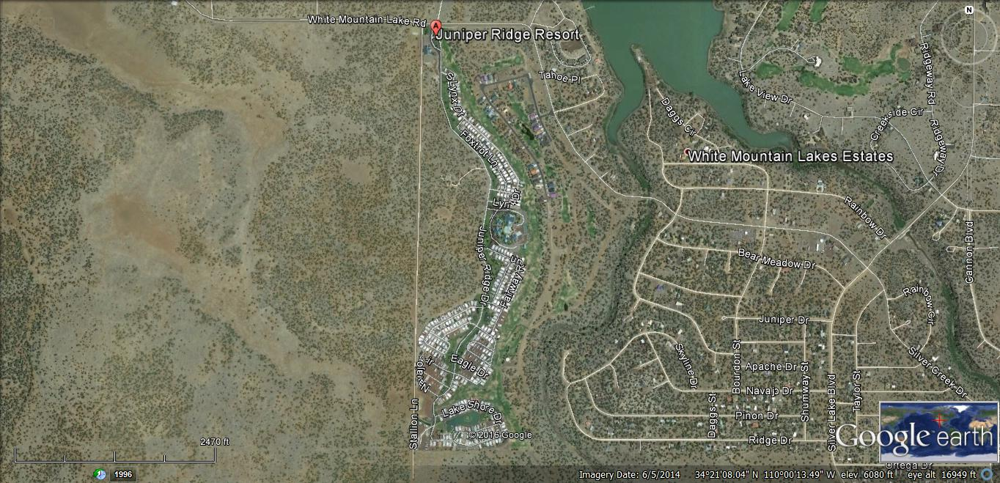 White Mountain Lake Rd
N
A
Juniper Ridge Resort
Ridgeway Rd
Tahoe Pl
Lake View Dr
S Lynx Dr
Daggs Cir
Creekside Cir
Foxtrot Ln
Ridgeway Dr
White Mountain Lakes Estates
Lynx Dr
Rainbow Dr
Juniper Ridge Dr
Cannon Blvd
Bear Meadow Dr
Fairway
Rainbow Cir
Juniper Dr
Skyline Dr
Bourdon St
Silver Creek Dr
Eagle Dr
Apache Dr
Shumway St
Silver Lake Blvd
Taylor St
Navajo Dr
Stallion Ln
Lake Shore Dr
Daggs St
Pinon Dr
© 2016 Google
Ridge Dr
Google earth
2470 ft
Ortega Dr
1996
Imagery Date: 6/5/2014 34°21'08.04" N 110°00'13.49" W elev 6080 ft eye alt 16949 ft